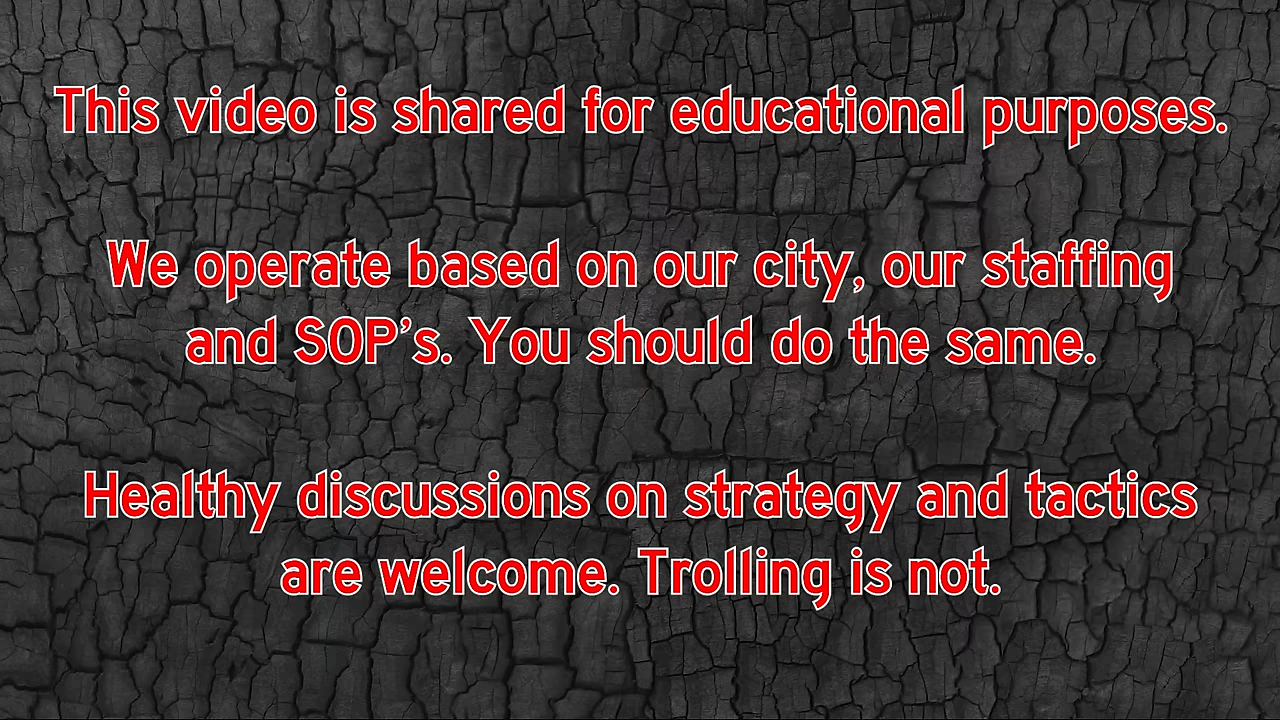 This video is shared for educational purposes.
We operate based on our city, our staffing
and SOP's. You should do the same.
Healthy discussions on strategy and tactics
are welcome. Trolling is not.